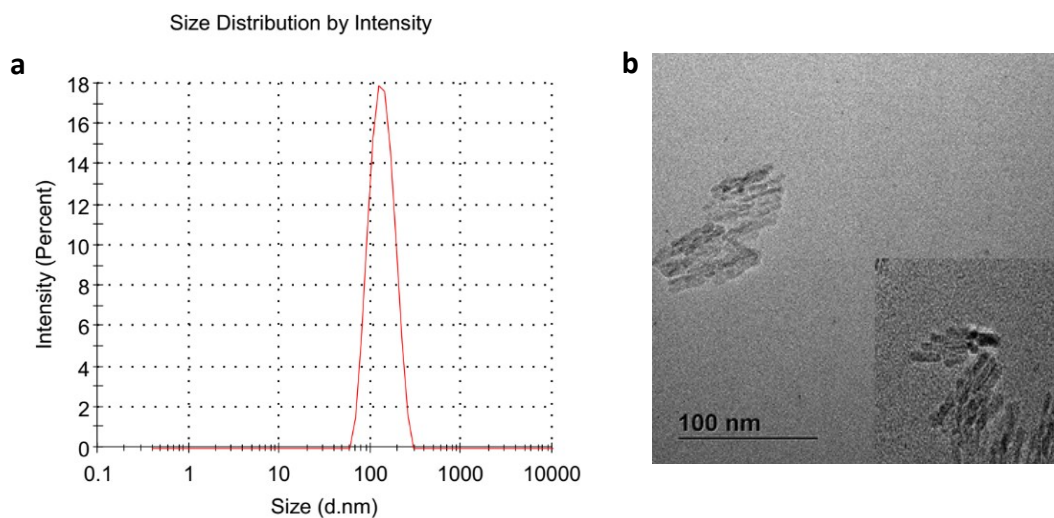 Size Distribution by Intensity
a
b
18
16
14
12
10
8
6
4
2
0
Intensity (Percent)
0.1 1 10 100 1000 10000
Size (d.nm)
100 nm